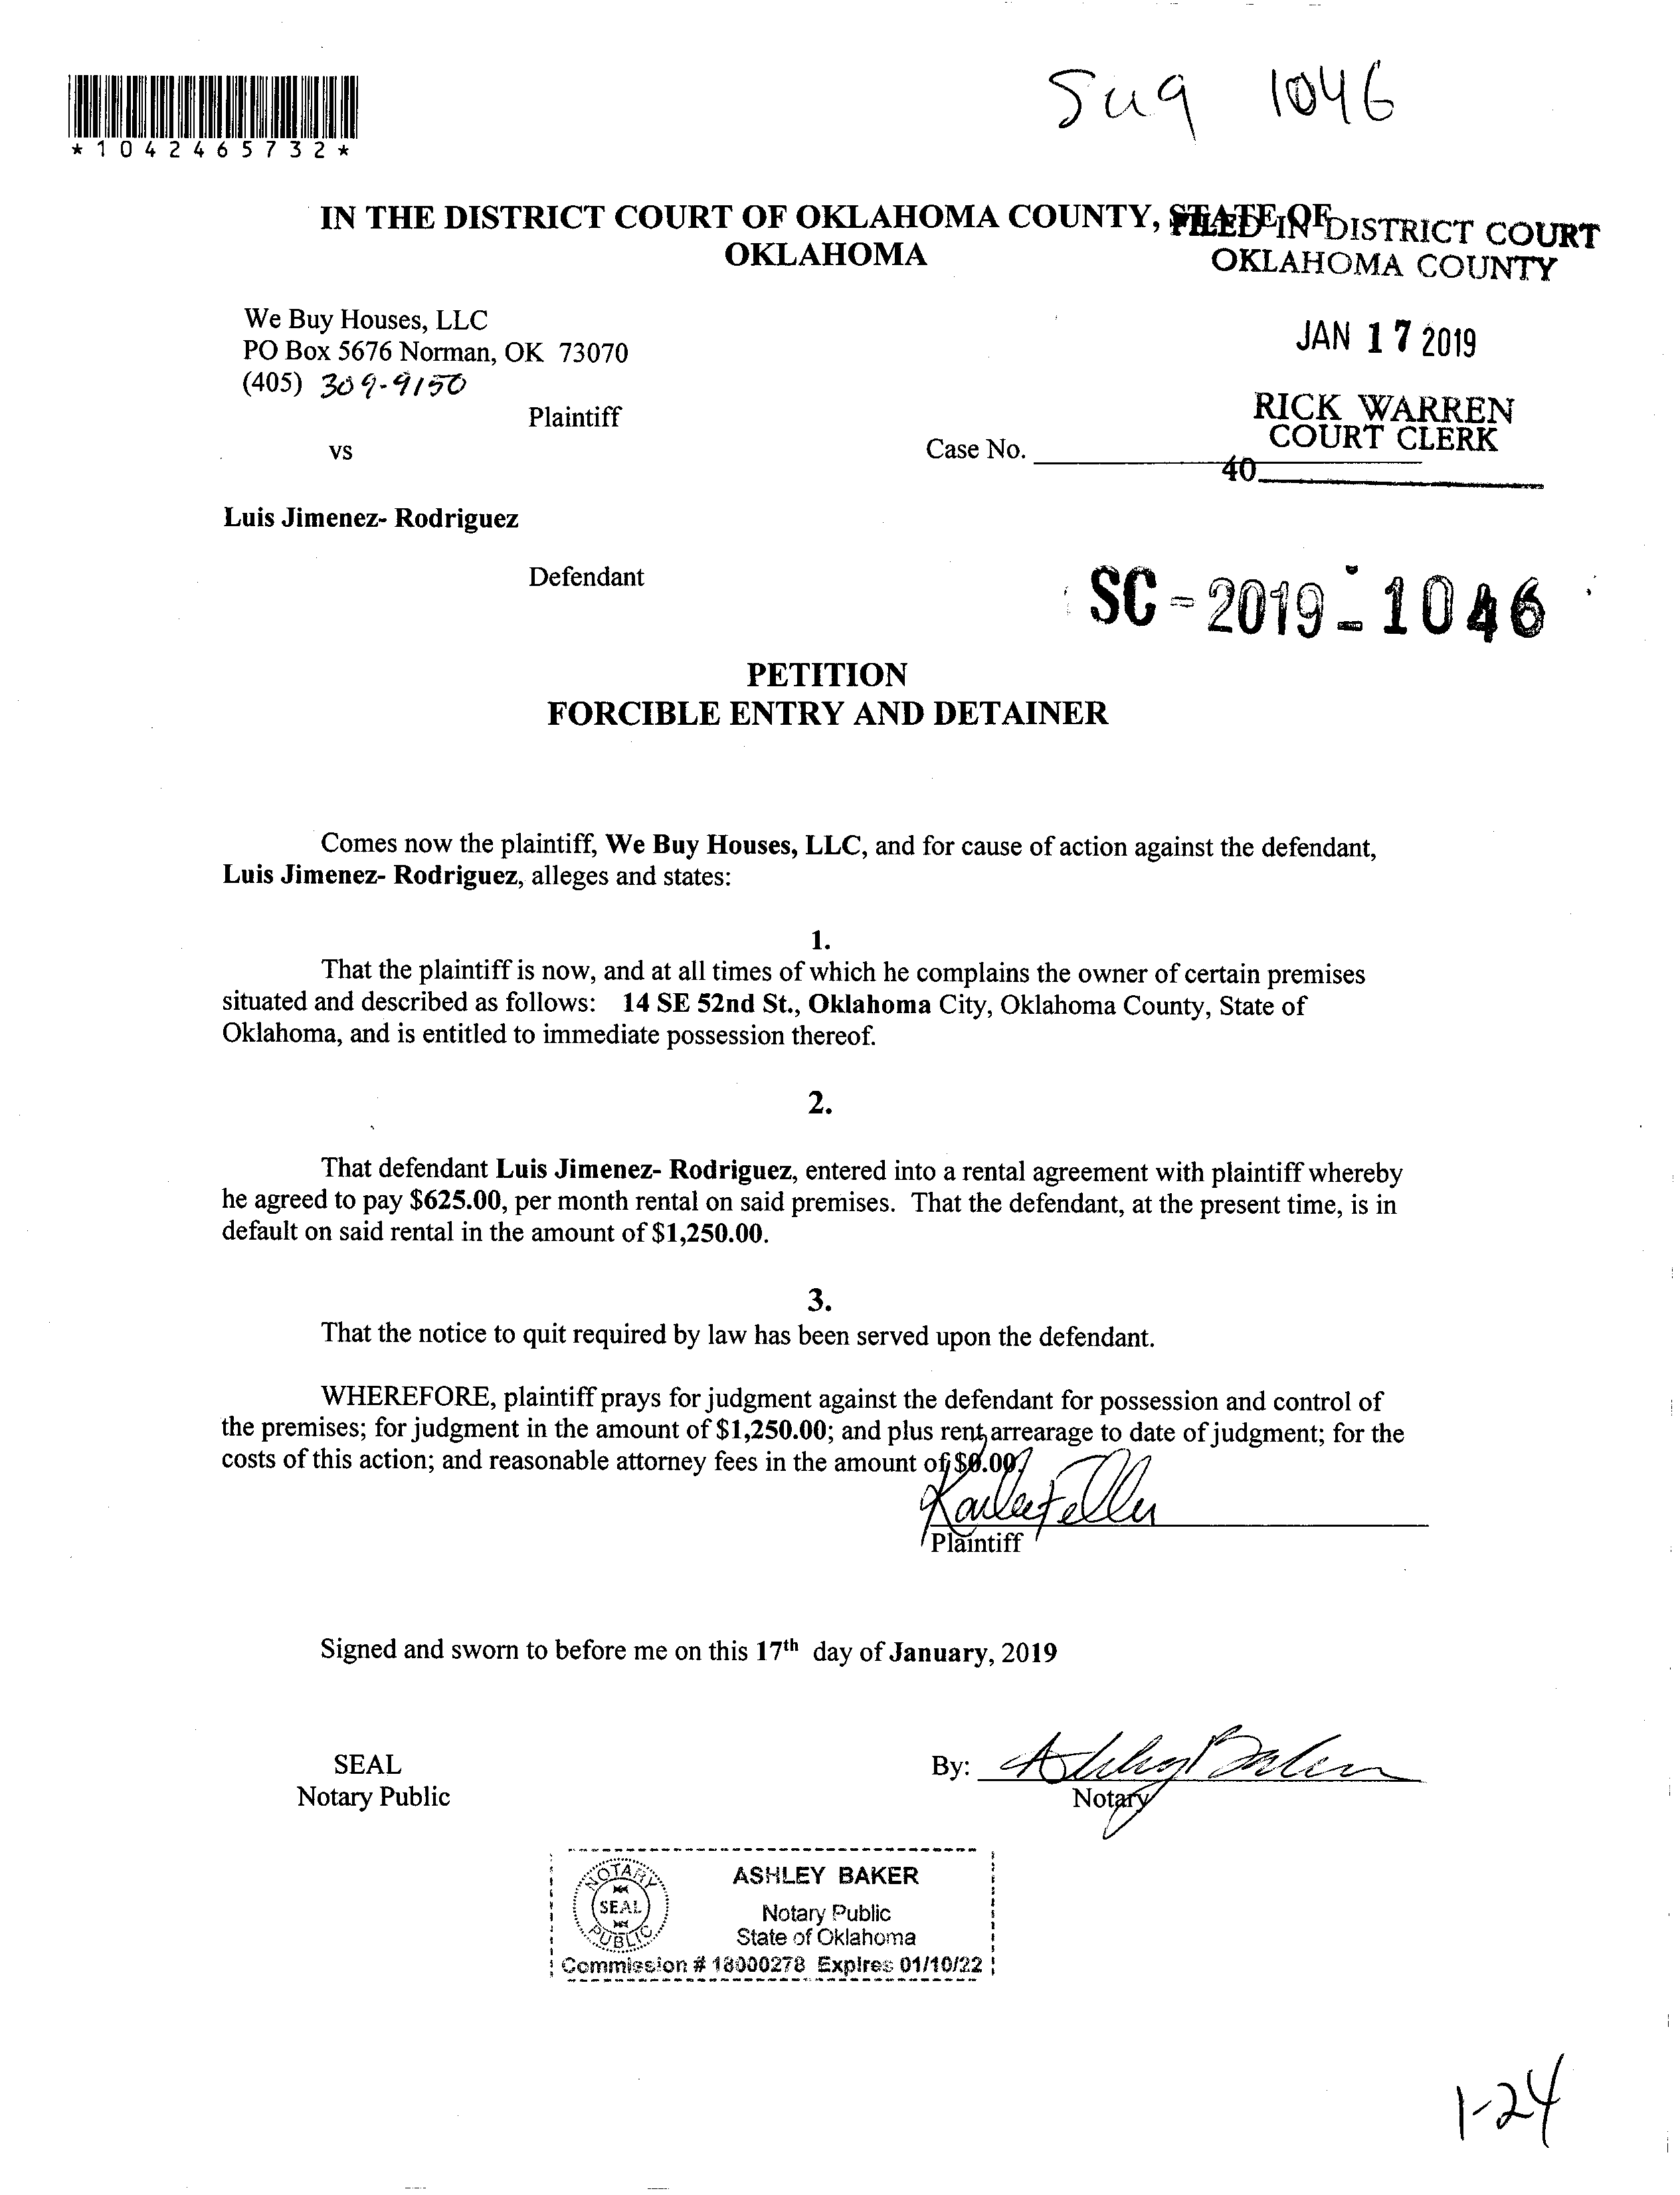 Sug 1046
*1042465732*
IN THE DISTRICT COURT OF OKLAHOMA COUNTY, STATE OF
OKLAHOMA
FILED IN DISTRICT COURT
OKLAHOMA COUNTY
We Buy Houses, LLC
PO Box 5676 Norman, OK 73070
(405) 309-9150
JAN 17 2019
Plaintiff
RICK WARREN
COURT CLERK
vs
Case No.
40
Luis Jimenez- Rodriguez
Defendant
SC-2019-1046
PETITION
FORCIBLE ENTRY AND DETAINER
Comes now the plaintiff, We Buy Houses, LLC, and for cause of action against the defendant,
Luis Jimenez- Rodriguez, alleges and states:
1.
That the plaintiff is now, and at all times of which he complains the owner of certain premises
situated and described as follows: 14 SE 52nd St., Oklahoma City, Oklahoma County, State of
Oklahoma, and is entitled to immediate possession thereof.
2.
That defendant Luis Jimenez- Rodriguez, entered into a rental agreement with plaintiff whereby
he agreed to pay $625.00, per month rental on said premises. That the defendant, at the present time, is in
default on said rental in the amount of $1,250.00.
3.
That the notice to quit required by law has been served upon the defendant.
WHEREFORE, plaintiff prays for judgment against the defendant for possession and control of
the premises; for judgment in the amount of $1,250.00; and plus rent arrearage to date of judgment; for the
costs of this action; and reasonable attorney fees in the amount of $0.00.
Plaintiff
Signed and sworn to before me on this 17th day of January, 2019
SEAL
Notary Public
By: Ashley Baker
Notary
NOTARY
SEAL
PUBLIC
ASHLEY BAKER
Notary Public
State of Oklahoma
Commission # 18000278 Expires 01/10/22
1-24